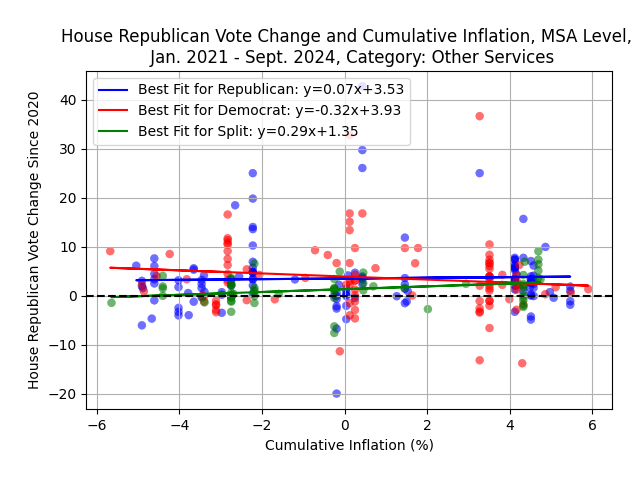 House Republican Vote Change and Cumulative Inflation, MSA Level,
Jan. 2021 - Sept. 2024, Category: Other Services
House Republican Vote Change Since 2020
40
30
20
10
0
−10
−20
Best Fit for Republican: y=0.07x+3.53
Best Fit for Democrat: y=-0.32x+3.93
Best Fit for Split: y=0.29x+1.35
−6 −4 −2 0 2 4 6
Cumulative Inflation (%)